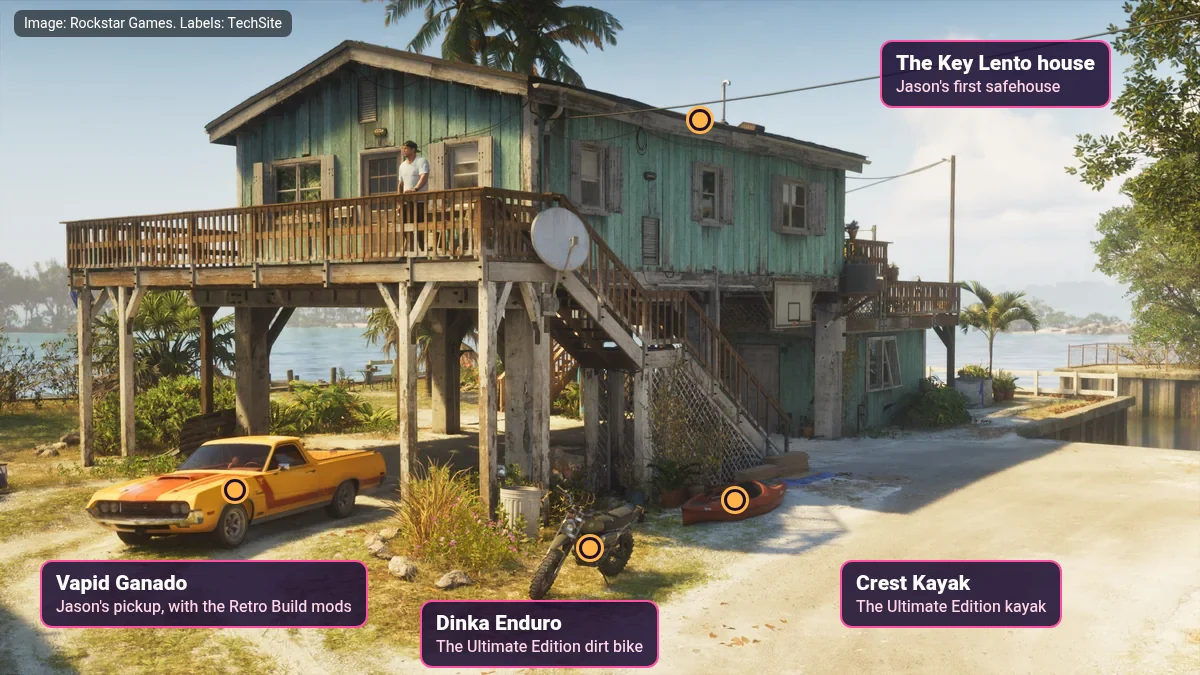 Image: Rockstar Games. Labels: TechSite
The Key Lento house
Jason's first safehouse
Vapid Ganado
Jason's pickup, with the Retro Build mods
Dinka Enduro
The Ultimate Edition dirt bike
Crest Kayak
The Ultimate Edition kayak